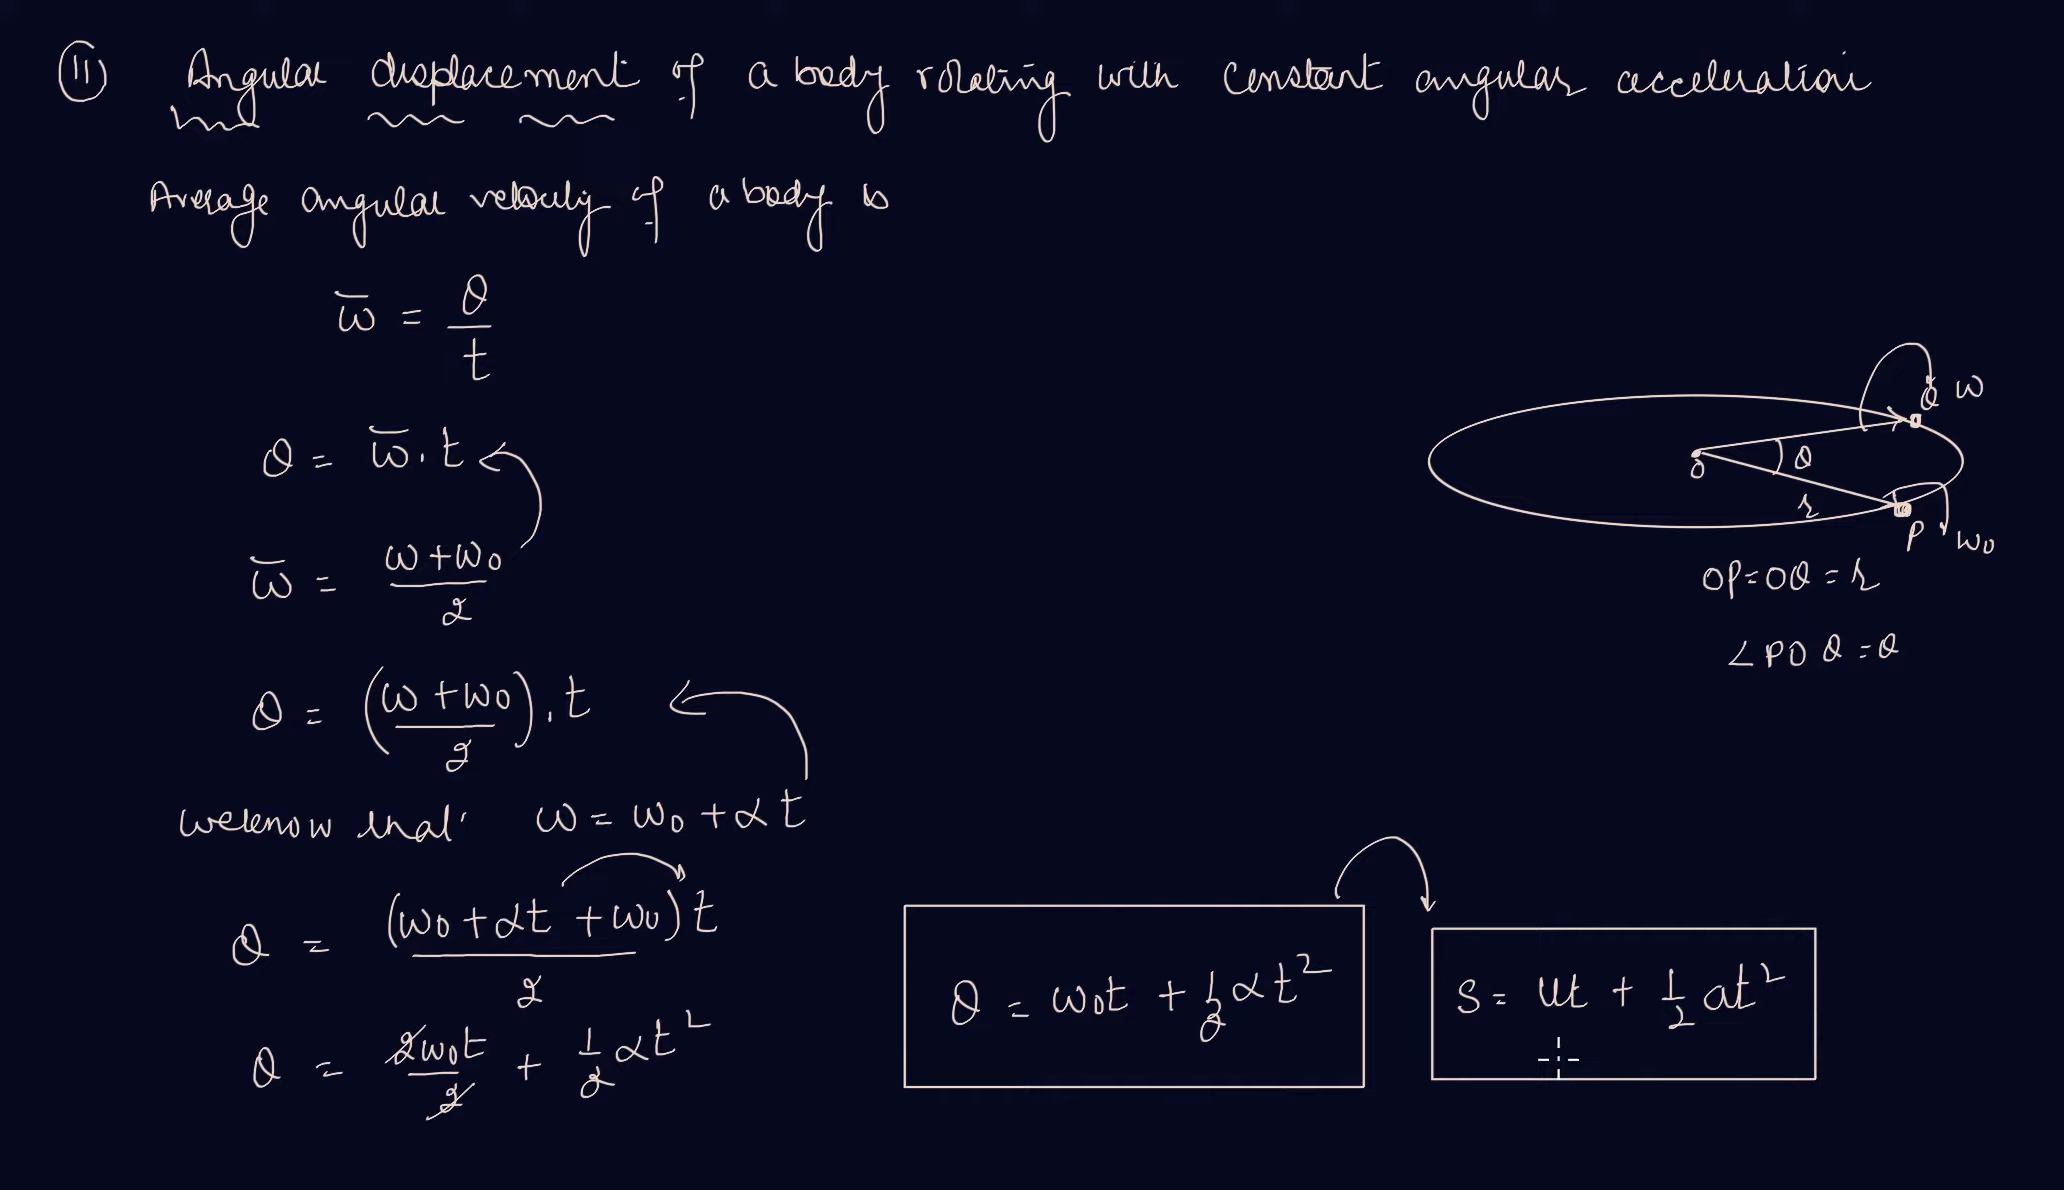 (11) Angular displacement of a body rotating with constant angular acceleration
Average angular velocity of a body is
ω̄ = θ/t
θ = ω̄.t
ω̄ = (ω+ω₀)/2
θ = ((ω+ω₀)/2).t
we know that ω = ω₀ + αt
θ = (ω₀+αt+ω₀)t/2
θ = 2ω₀t/2 + 1/2 αt²
Q ω
O θ
r
P ω₀
OP=OQ=r
∠POQ=θ
θ = ω₀t + 1/2 αt²
S = ut + 1/2 at²